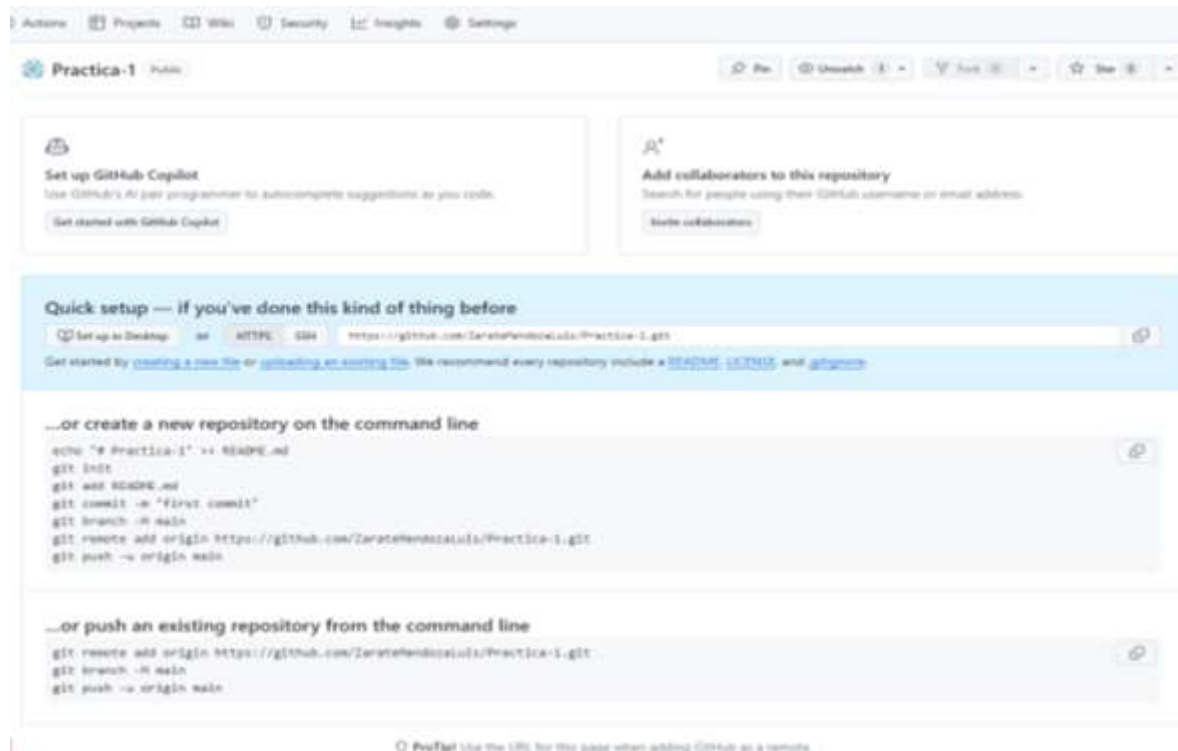 Actions Projects Wiki Security Insights Settings
Practica-1 Public
Pin Unwatch 1 Fork 0 Star 0
Set up GitHub Copilot
Use GitHub's AI pair programmer to autocomplete suggestions as you code.
Get started with GitHub Copilot
Add collaborators to this repository
Search for people using their GitHub username or email address.
Invite collaborators
Quick setup — if you've done this kind of thing before
Set up in Desktop or HTTPS SSH https://github.com/ZarateMendozaLuis/Practica-1.git
Get started by creating a new file or uploading an existing file. We recommend every repository include a README, LICENSE, and .gitignore.
...or create a new repository on the command line
echo "# Practica-1" >> README.md
git init
git add README.md
git commit -m "first commit"
git branch -M main
git remote add origin https://github.com/ZarateMendozaLuis/Practica-1.git
git push -u origin main
...or push an existing repository from the command line
git remote add origin https://github.com/ZarateMendozaLuis/Practica-1.git
git branch -M main
git push -u origin main
ProTip! Use the URL for this page when adding GitHub as a remote.